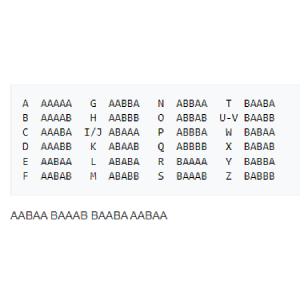 A AAAAA G AABBA N ABBAA T BAABA
B AAAAB H AABBB O ABBAB U-V BAABB
C AAABA I/J ABAAA P ABBBA W BABAA
D AAABB K ABAAB Q ABBBB X BABAB
E AABAA L ABABA R BAAAA Y BABBA
F AABAB M ABABB S BAAAB Z BABBB
AABAA BAAAB BAABA AABAA